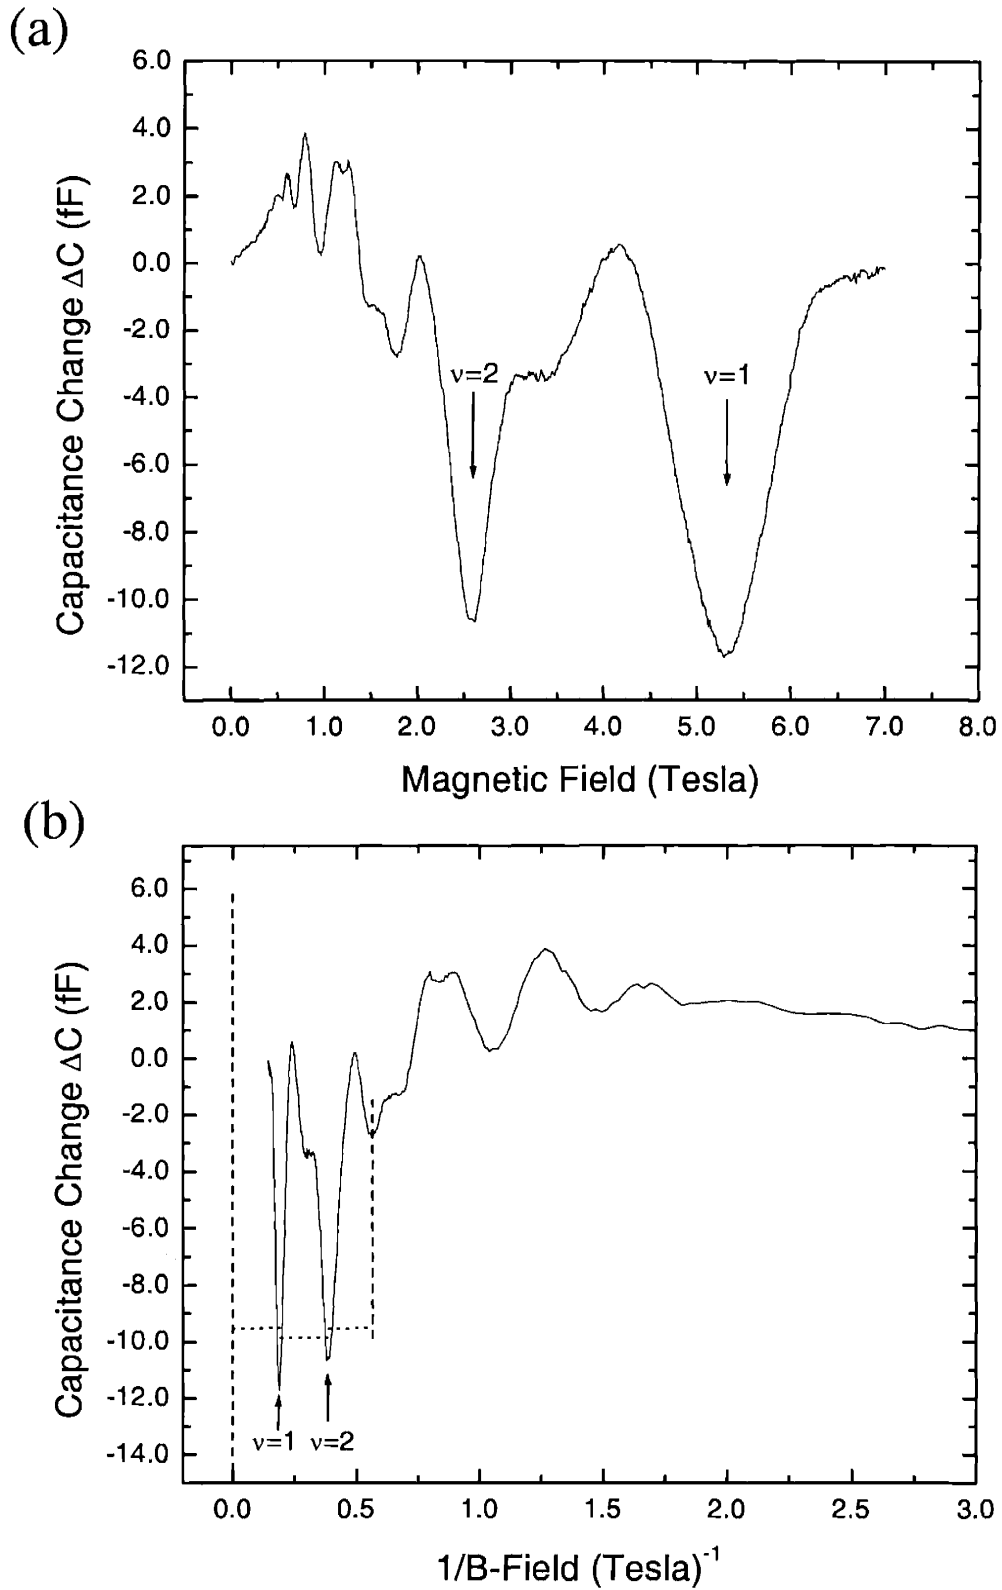 (a)
6.0
4.0
2.0
0.0
-2.0
-4.0
-6.0
-8.0
-10.0
-12.0
Capacitance Change ΔC (fF)
ν=2
ν=1
0.0 1.0 2.0 3.0 4.0 5.0 6.0 7.0 8.0
Magnetic Field (Tesla)
(b)
6.0
4.0
2.0
0.0
-2.0
-4.0
-6.0
-8.0
-10.0
-12.0
-14.0
Capacitance Change ΔC (fF)
ν=1 ν=2
0.0 0.5 1.0 1.5 2.0 2.5 3.0
1/B-Field (Tesla)⁻¹